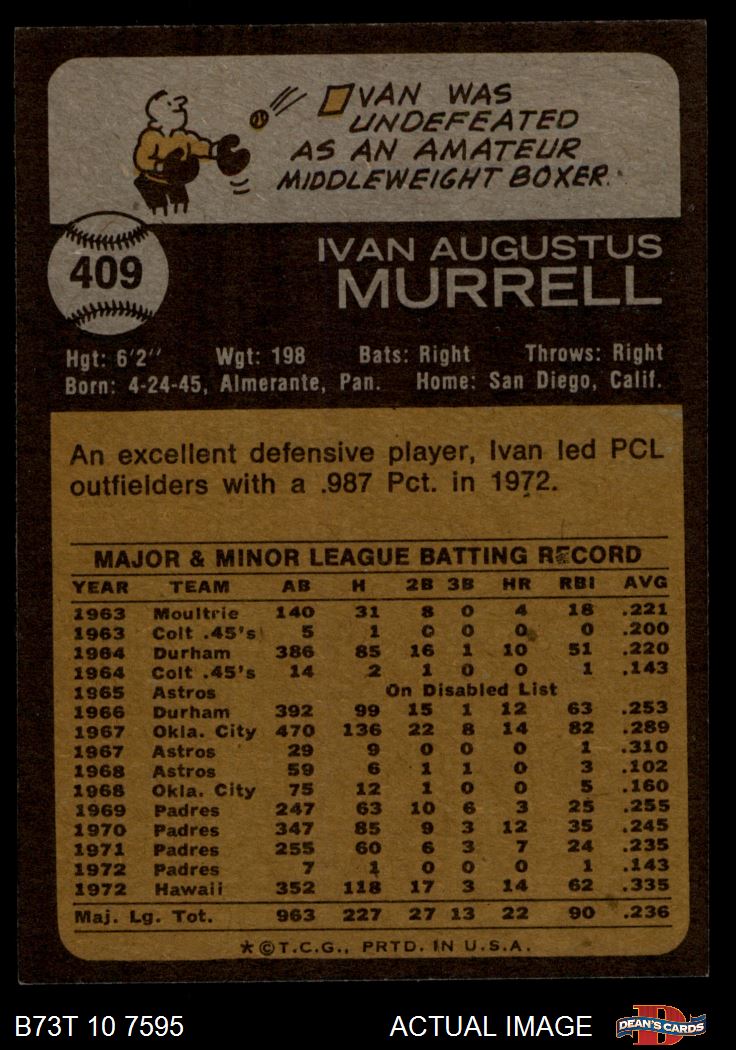 IVAN WAS
UNDEFEATED
AS AN AMATEUR
MIDDLEWEIGHT BOXER.
409
IVAN AUGUSTUS
MURRELL
Hgt: 6'2" Wgt: 198 Bats: Right Throws: Right
Born: 4-24-45, Almerante, Pan. Home: San Diego, Calif.
An excellent defensive player, Ivan led PCL
outfielders with a .987 Pct. in 1972.
MAJOR & MINOR LEAGUE BATTING RECORD
YEAR TEAM AB H 2B 3B HR RBI AVG
1963 Moultrie 140 31 8 0 4 18 .221
1963 Colt .45's 5 1 0 0 0 0 .200
1964 Durham 386 85 16 1 10 51 .220
1964 Colt .45's 14 2 1 0 0 1 .143
1965 Astros On Disabled List
1966 Durham 392 99 15 1 12 63 .253
1967 Okla. City 470 136 22 8 14 82 .289
1967 Astros 29 9 0 0 0 1 .310
1968 Astros 59 6 1 1 0 3 .102
1968 Okla. City 75 12 1 0 0 5 .160
1969 Padres 247 63 10 6 3 25 .255
1970 Padres 347 85 9 3 12 35 .245
1971 Padres 255 60 6 3 7 24 .235
1972 Padres 7 1 0 0 0 1 .143
1972 Hawaii 352 118 17 3 14 62 .335
Maj. Lg. Tot. 963 227 27 13 22 90 .236
*©T.C.G., PRTD. IN U.S.A.
B73T 10 7595 ACTUAL IMAGE D DEAN'S CARDS